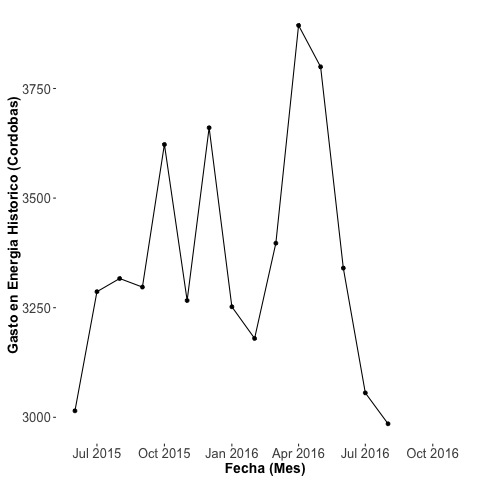 Gasto en Energia Historico (Cordobas)
3750
3500
3250
3000
Jul 2015 Oct 2015 Jan 2016 Apr 2016 Jul 2016 Oct 2016
Fecha (Mes)